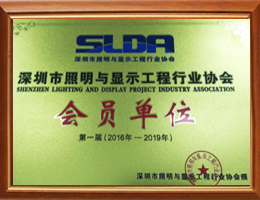 SLDA
深圳市照明与显示工程行业协会
深圳市照明与显示工程行业协会
SHENZHEN LIGHTING AND DISPLAY PROJECT INDUSTRY ASSOCIATION
会员单位
第一届(2016年—2019年)
深圳市照明与显示工程行业协会颁